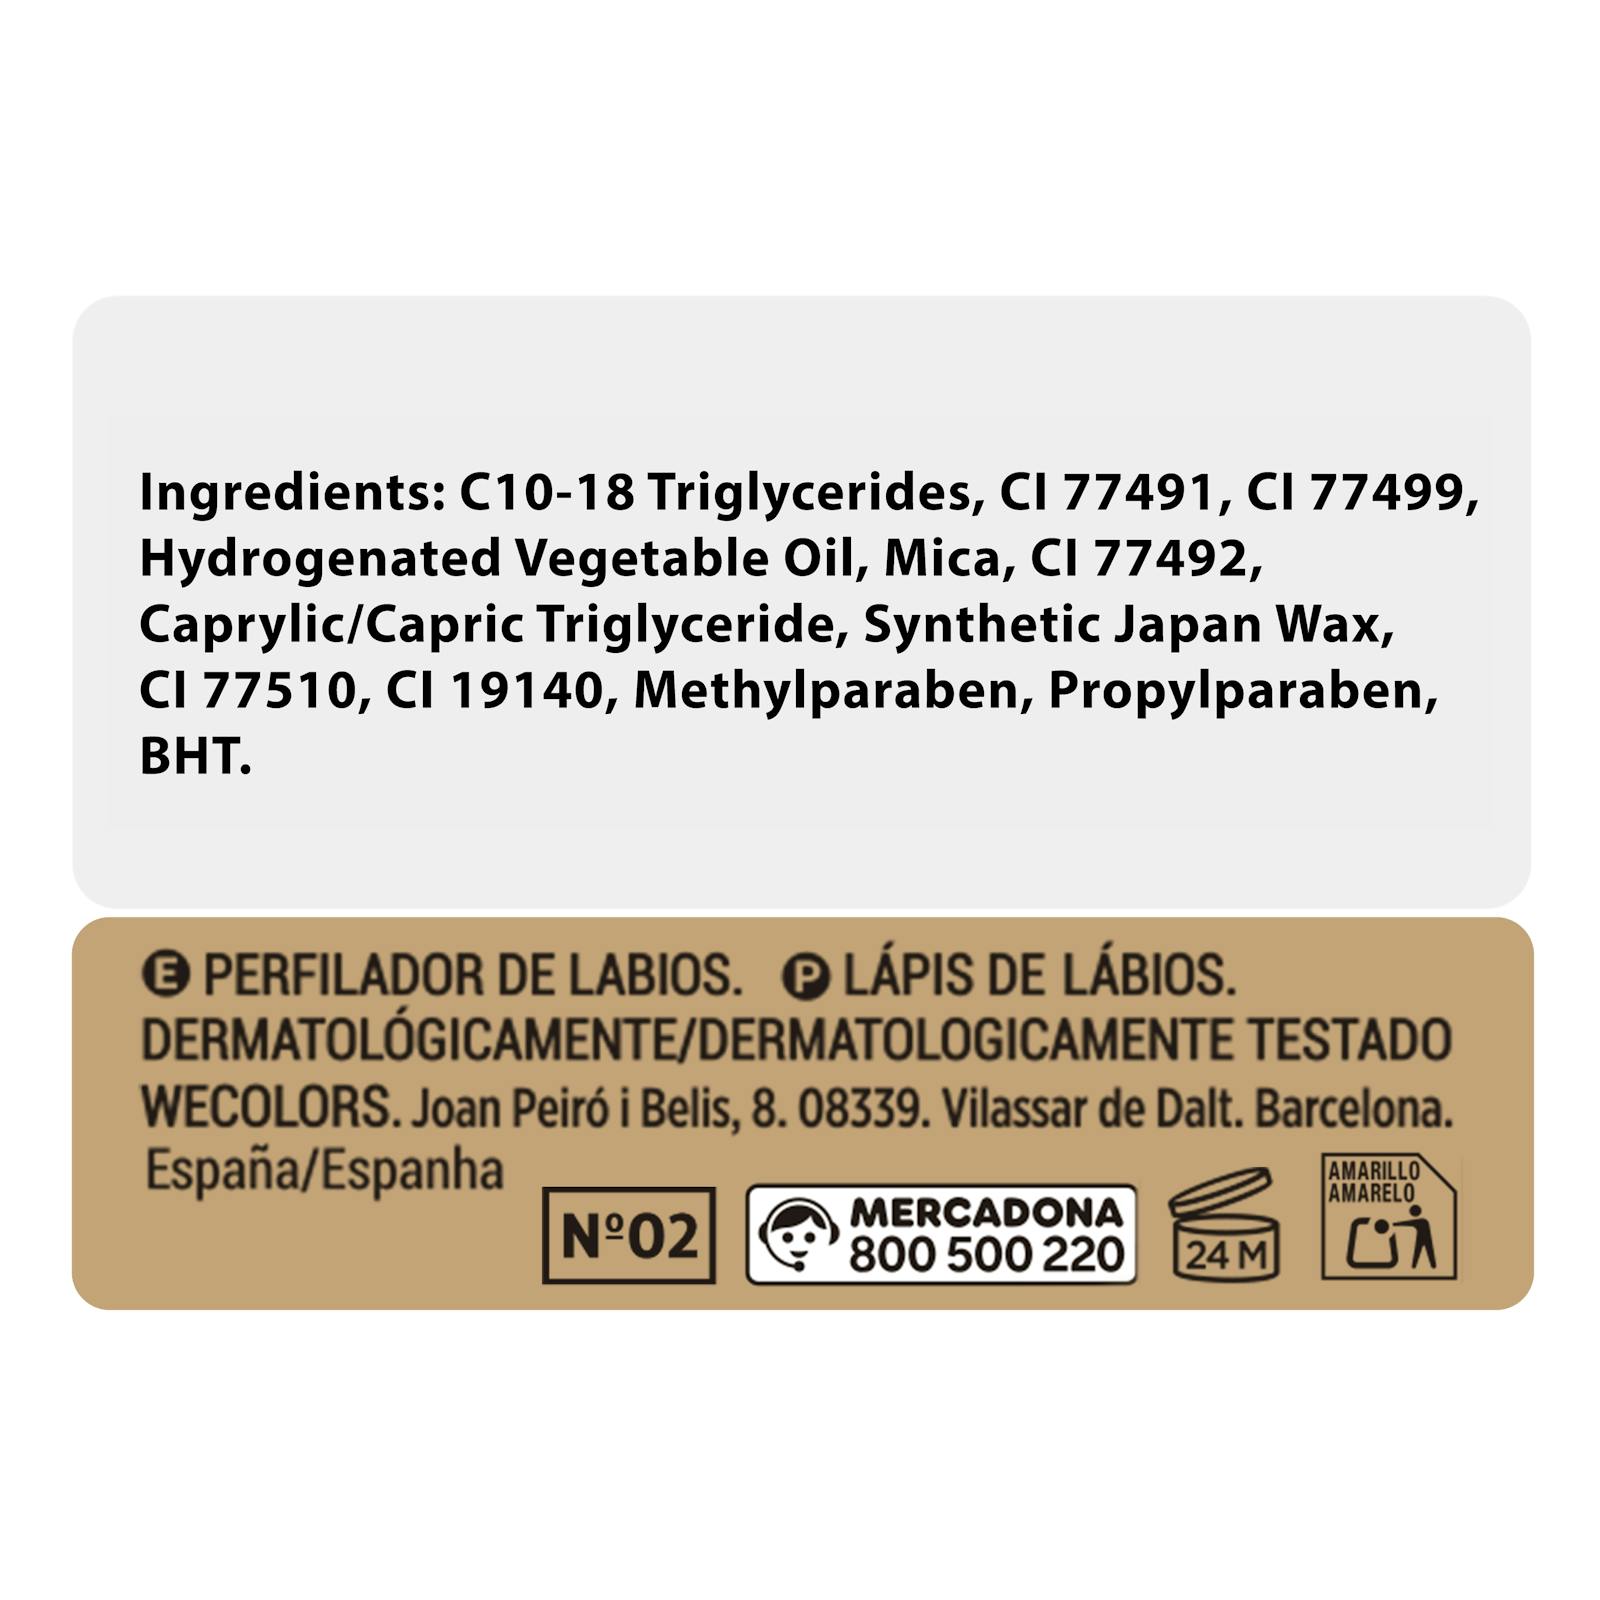 Ingredients: C10-18 Triglycerides, CI 77491, CI 77499,
Hydrogenated Vegetable Oil, Mica, CI 77492,
Caprylic/Capric Triglyceride, Synthetic Japan Wax,
CI 77510, CI 19140, Methylparaben, Propylparaben,
BHT.
E PERFILADOR DE LABIOS. P LÁPIS DE LÁBIOS.
DERMATOLÓGICAMENTE/DERMATOLOGICAMENTE TESTADO
WECOLORS. Joan Peiró i Belis, 8. 08339. Vilassar de Dalt. Barcelona.
España/Espanha
Nº02
MERCADONA
800 500 220
24 M
AMARILLO
AMARELO